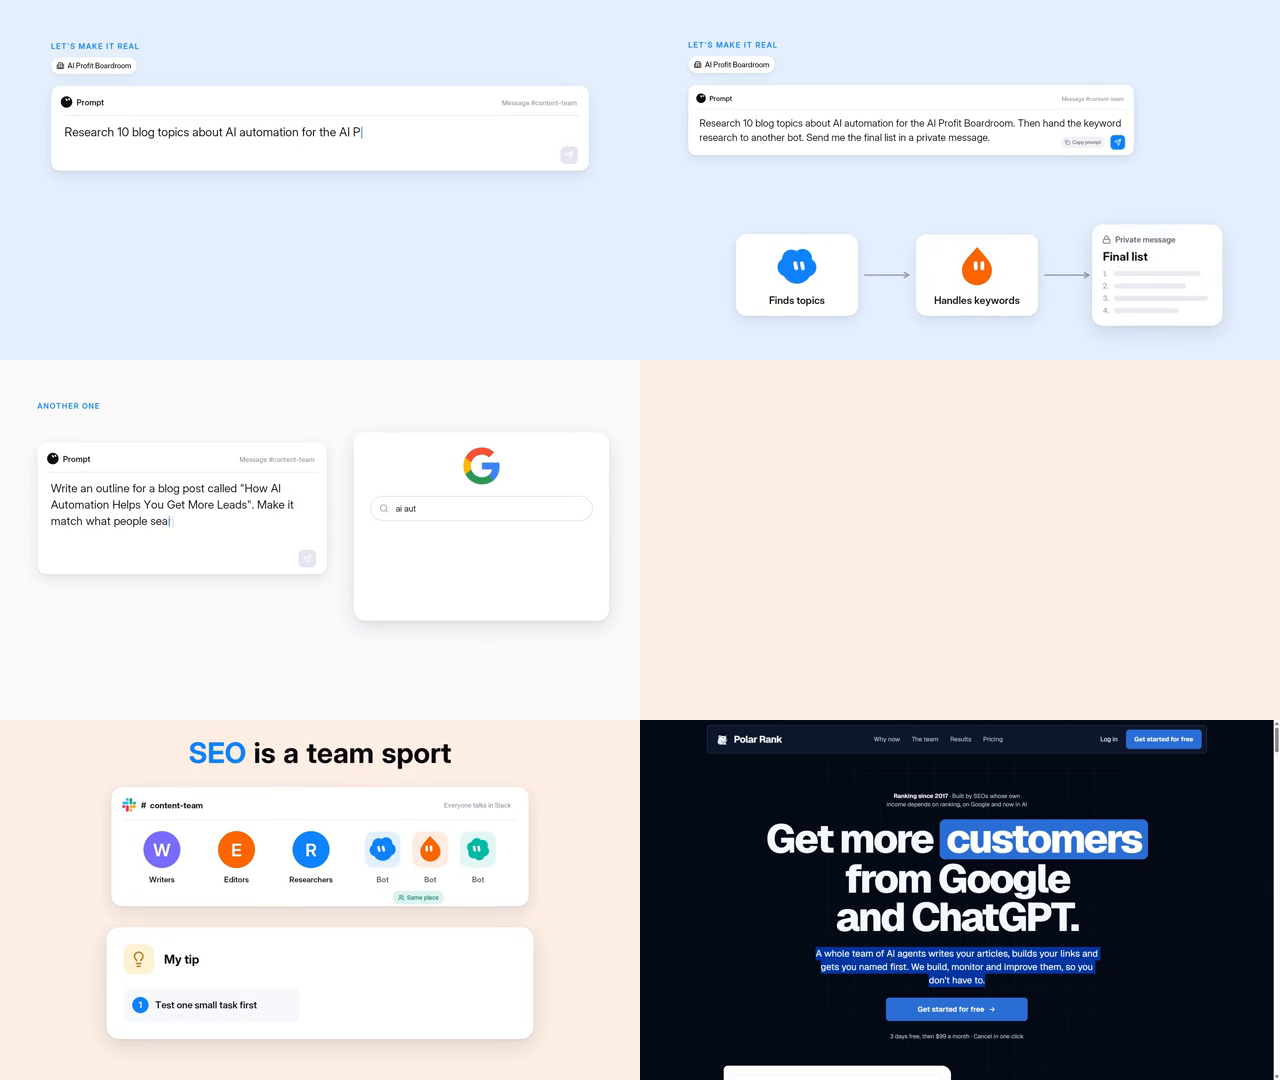 LET'S MAKE IT REAL
AI Profit Boardroom
Prompt
Message #content-team
Research 10 blog topics about AI automation for the AI P
LET'S MAKE IT REAL
AI Profit Boardroom
Prompt
Message #content-team
Research 10 blog topics about AI automation for the AI Profit Boardroom. Then hand the keyword
research to another bot. Send me the final list in a private message.
Copy prompt
Finds topics
Handles keywords
Private message
Final list
1.
2.
3.
4.
ANOTHER ONE
Prompt
Message #content-team
Write an outline for a blog post called "How AI
Automation Helps You Get More Leads". Make it
match what people sea
ai aut
SEO is a team sport
# content-team
Everyone talks in Slack
W
E
R
Writers
Editors
Researchers
Bot
Bot
Bot
Same place
My tip
1 Test one small task first
Polar Rank
Why now
The team
Results
Pricing
Log in
Get started for free
Ranking since 2017 · Built by SEOs whose own
income depends on ranking, on Google and now in AI
Get more customers
from Google
and ChatGPT.
A whole team of AI agents writes your articles, builds your links and
gets you named first. We build, monitor and improve them, so you
don't have to.
Get started for free →
3 days free, then $99 a month · Cancel in one click